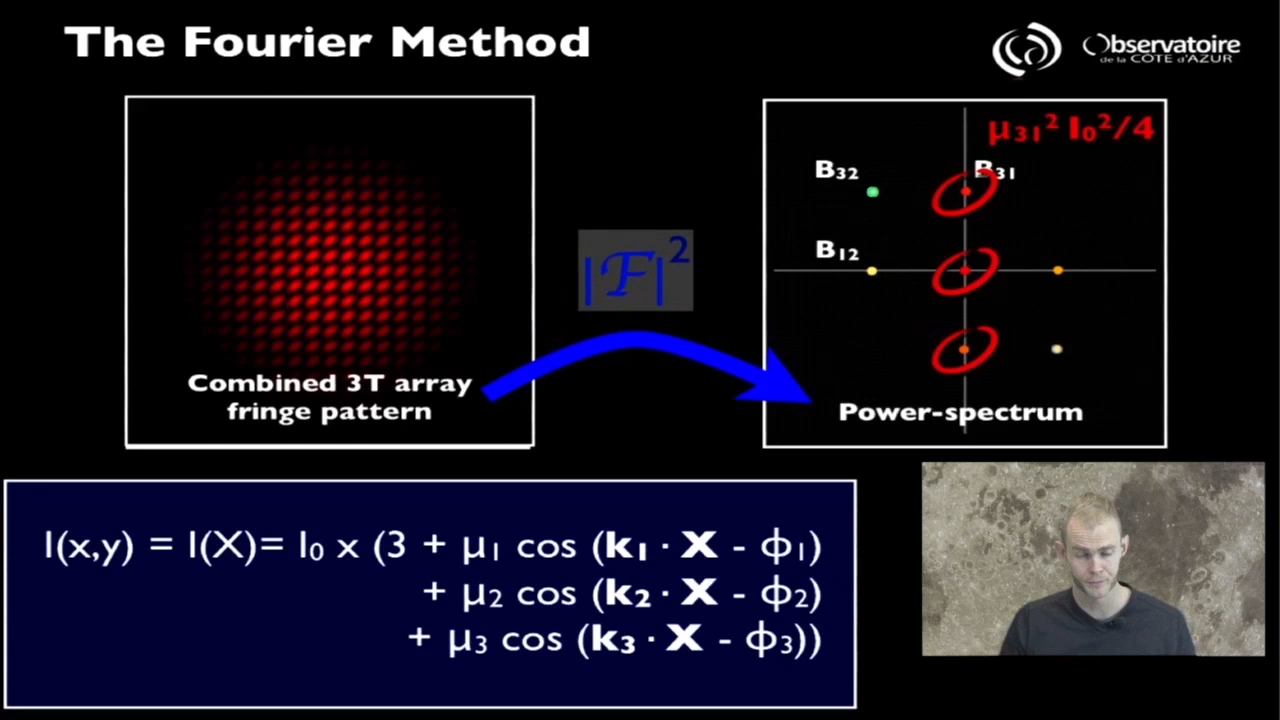 The Fourier Method
Observatoire
de la CÔTE d'AZUR
μ₃₁² I₀²/4
B₃₂
B₃₁
B₁₂
|ℱ|²
Combined 3T array
fringe pattern
Power-spectrum
I(x,y) = I(X)= I₀ x (3 + μ₁ cos (k₁ · X - ϕ₁)
+ μ₂ cos (k₂ · X - ϕ₂)
+ μ₃ cos (k₃ · X - ϕ₃))